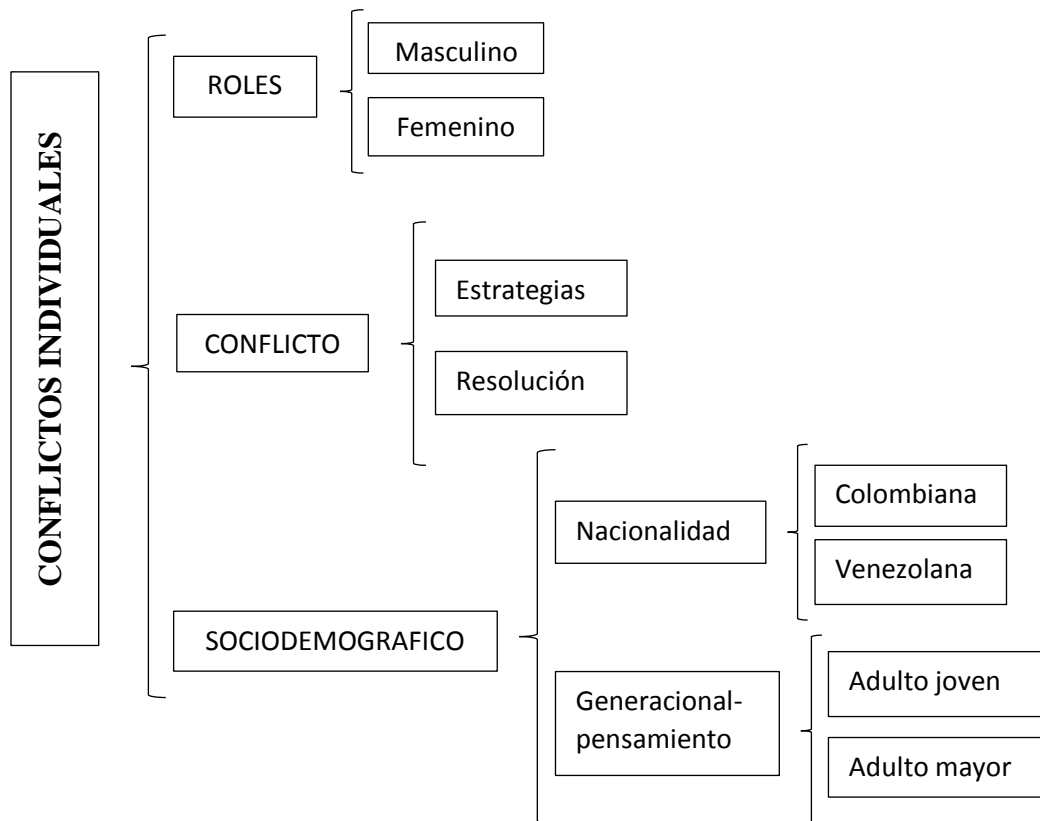 CONFLICTOS INDIVIDUALES
ROLES
Masculino
Femenino
CONFLICTO
Estrategias
Resolución
SOCIODEMOGRAFICO
Nacionalidad
Colombiana
Venezolana
Generacional-
pensamiento
Adulto joven
Adulto mayor